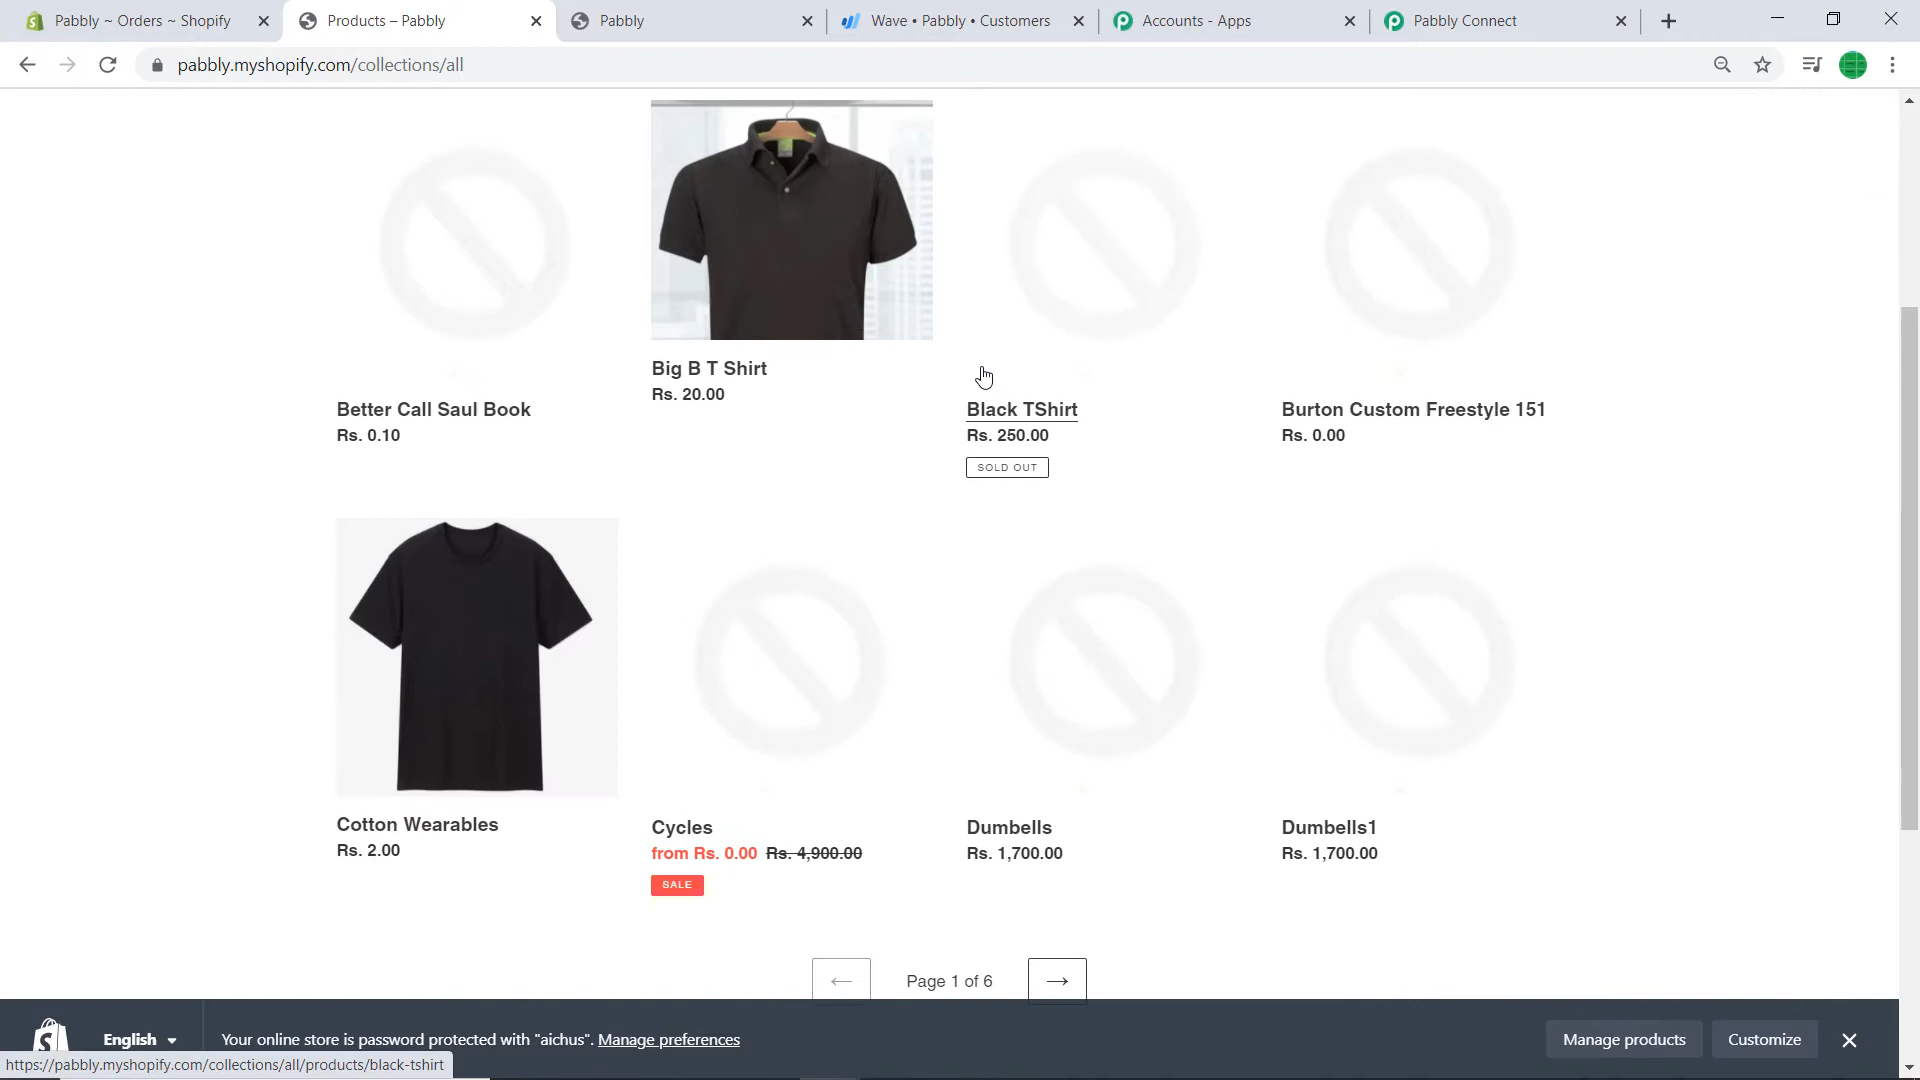 Pabbly ~ Orders ~ Shopify
Products – Pabbly
Pabbly
Wave • Pabbly • Customers
Accounts - Apps
Pabbly Connect
pabbly.myshopify.com/collections/all
Better Call Saul Book
Rs. 0.10
Big B T Shirt
Rs. 20.00
Black TShirt
Rs. 250.00
SOLD OUT
Burton Custom Freestyle 151
Rs. 0.00
Cotton Wearables
Rs. 2.00
Cycles
from Rs. 0.00 Rs. 4,900.00
SALE
Dumbells
Rs. 1,700.00
Dumbells1
Rs. 1,700.00
← Page 1 of 6 →
English
Your online store is password protected with "aichus". Manage preferences
Manage products
Customize
https://pabbly.myshopify.com/collections/all/products/black-tshirt